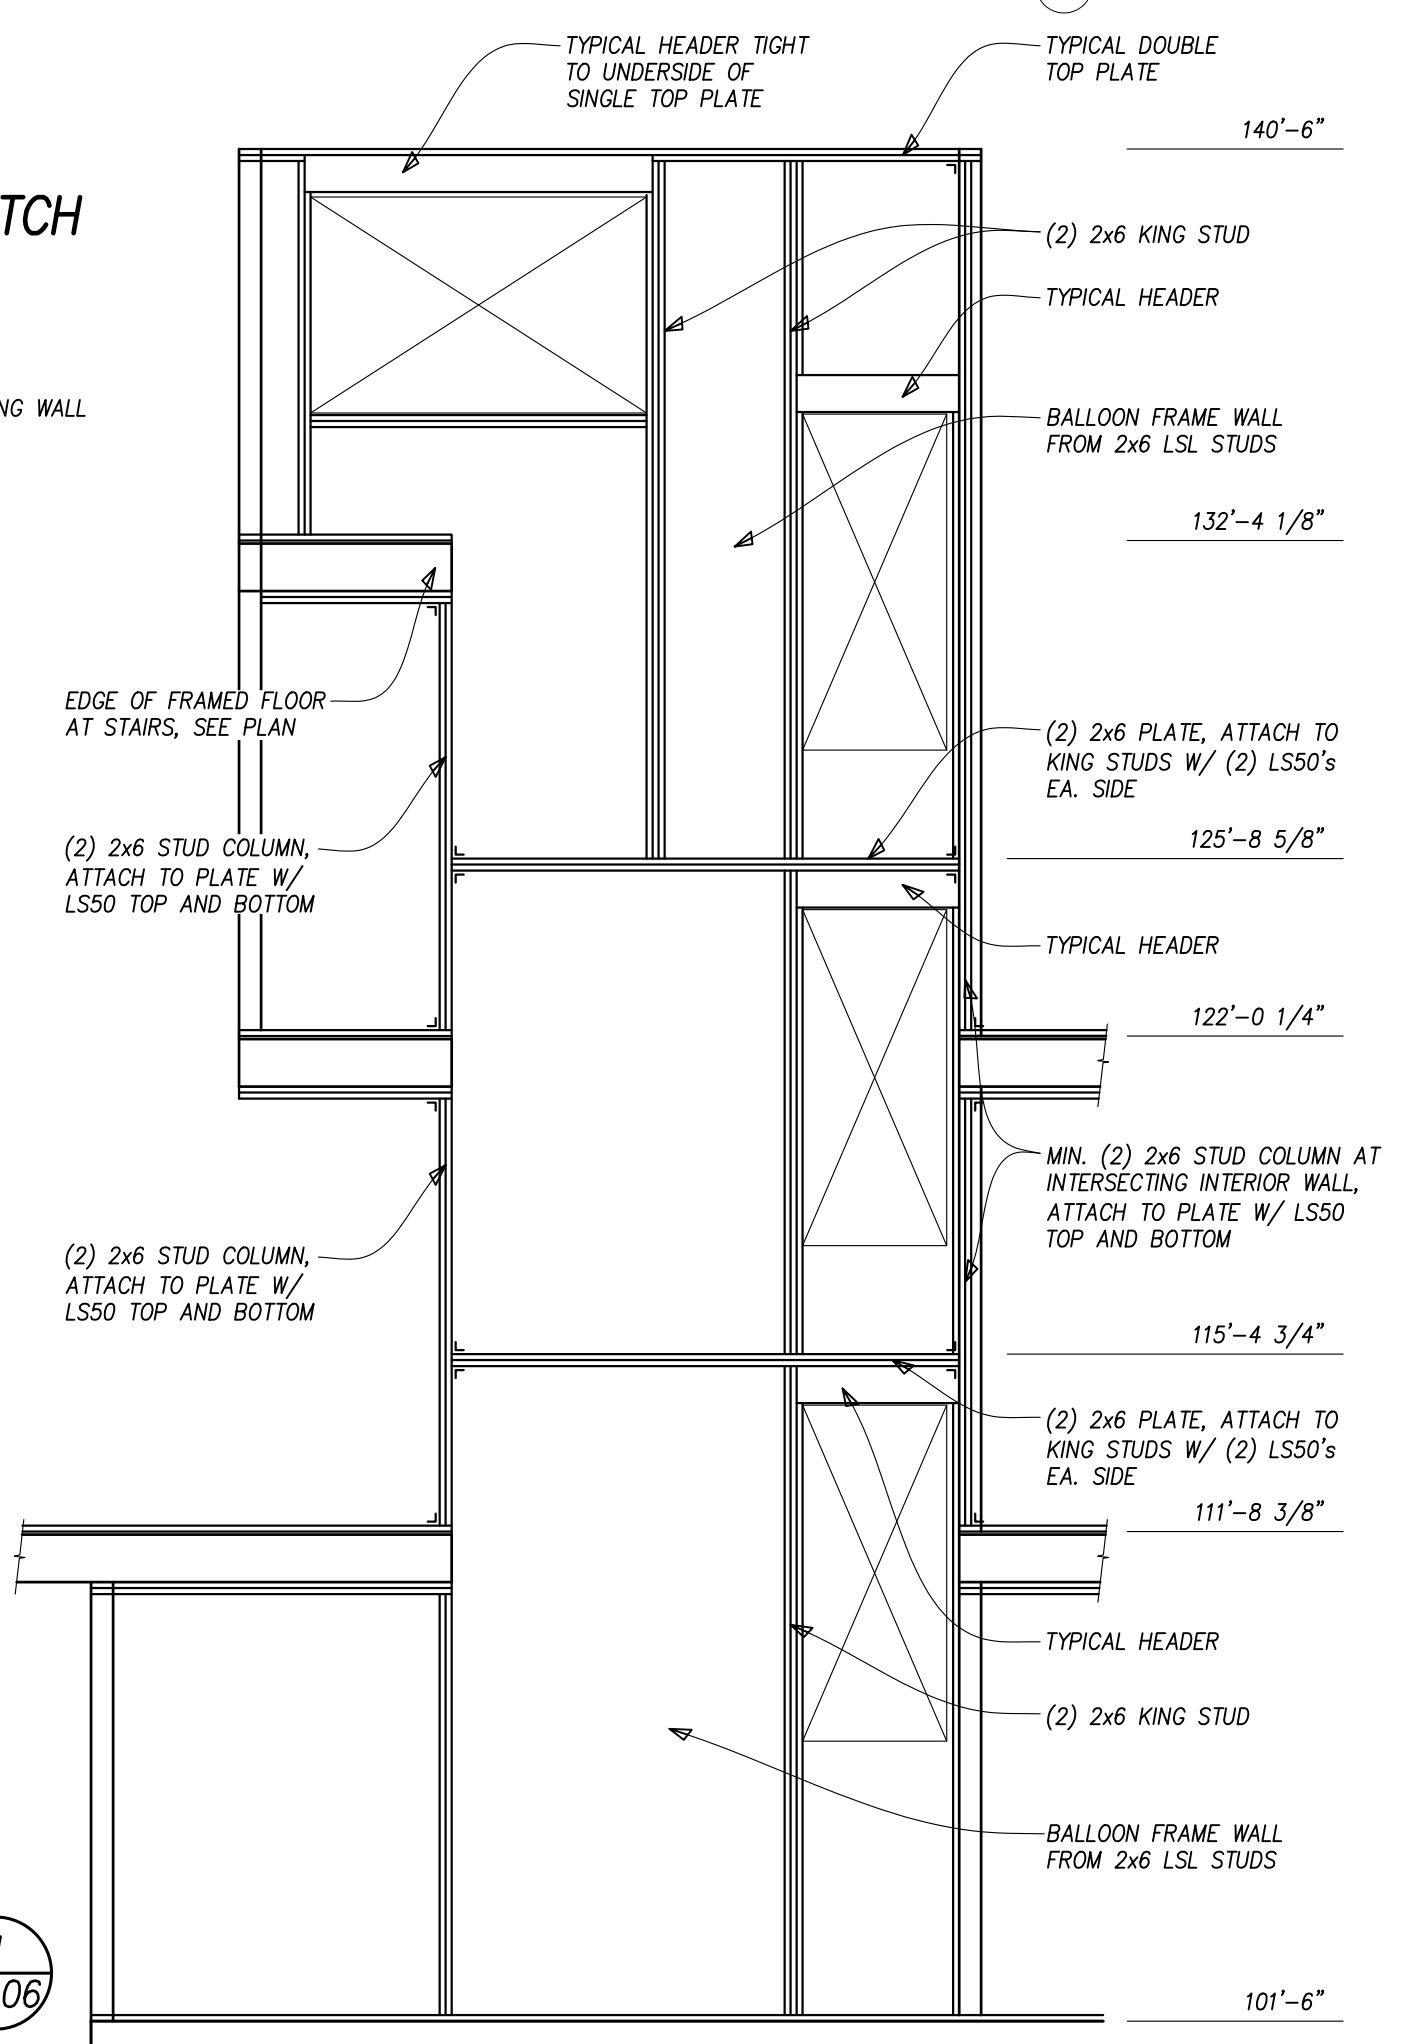 TYPICAL HEADER TIGHT
TO UNDERSIDE OF
SINGLE TOP PLATE
TYPICAL DOUBLE
TOP PLATE
140'-6"
TCH
(2) 2x6 KING STUD
TYPICAL HEADER
NG WALL
BALLOON FRAME WALL
FROM 2x6 LSL STUDS
132'-4 1/8"
EDGE OF FRAMED FLOOR
AT STAIRS, SEE PLAN
(2) 2x6 PLATE, ATTACH TO
KING STUDS W/ (2) LS50's
EA. SIDE
125'-8 5/8"
(2) 2x6 STUD COLUMN,
ATTACH TO PLATE W/
LS50 TOP AND BOTTOM
TYPICAL HEADER
122'-0 1/4"
MIN. (2) 2x6 STUD COLUMN AT
INTERSECTING INTERIOR WALL,
ATTACH TO PLATE W/ LS50
TOP AND BOTTOM
(2) 2x6 STUD COLUMN,
ATTACH TO PLATE W/
LS50 TOP AND BOTTOM
115'-4 3/4"
(2) 2x6 PLATE, ATTACH TO
KING STUDS W/ (2) LS50's
EA. SIDE
111'-8 3/8"
TYPICAL HEADER
(2) 2x6 KING STUD
BALLOON FRAME WALL
FROM 2x6 LSL STUDS
06
101'-6"